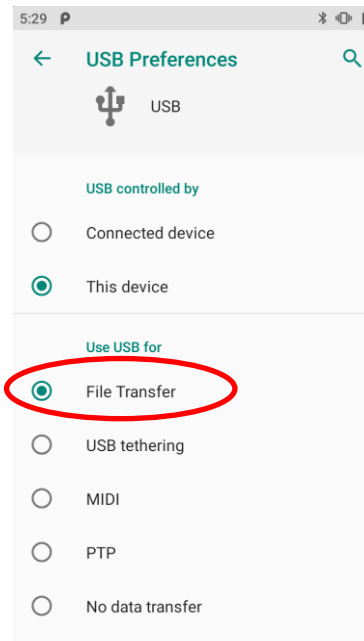 5:29
USB Preferences
USB
USB controlled by
Connected device
This device
Use USB for
File Transfer
USB tethering
MIDI
PTP
No data transfer